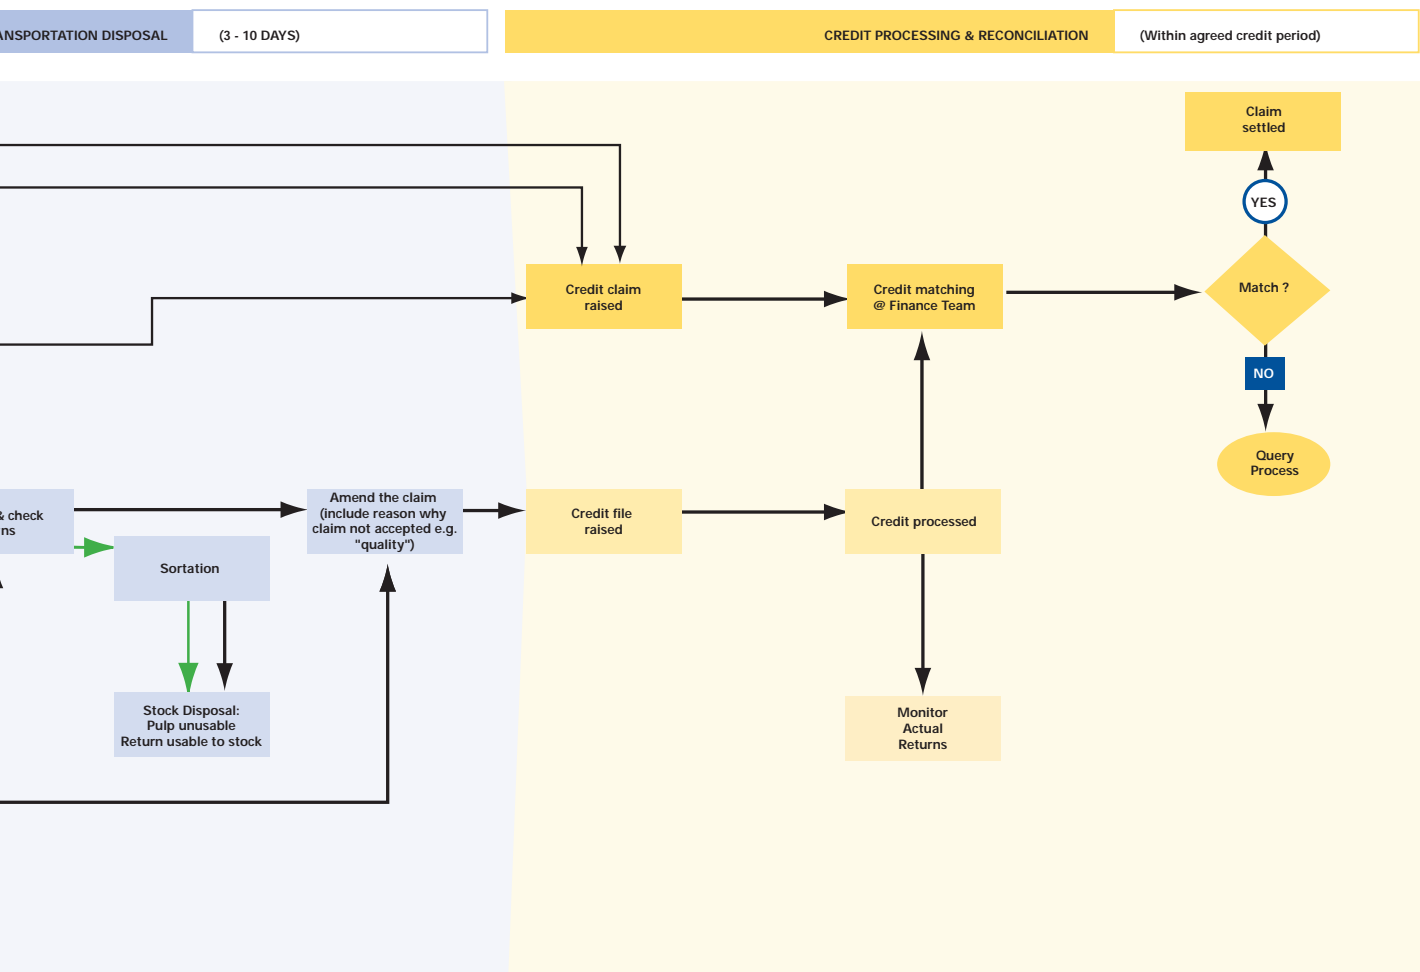 ANSPORTATION DISPOSAL
(3 - 10 DAYS)
CREDIT PROCESSING & RECONCILIATION
(Within agreed credit period)
Claim
settled
YES
Match ?
NO
Query
Process
Credit claim
raised
Credit matching
@ Finance Team
& check
ns
Amend the claim
(include reason why
claim not accepted e.g.
"quality")
Credit file
raised
Credit processed
Sortation
Stock Disposal:
Pulp unusable
Return usable to stock
Monitor
Actual
Returns